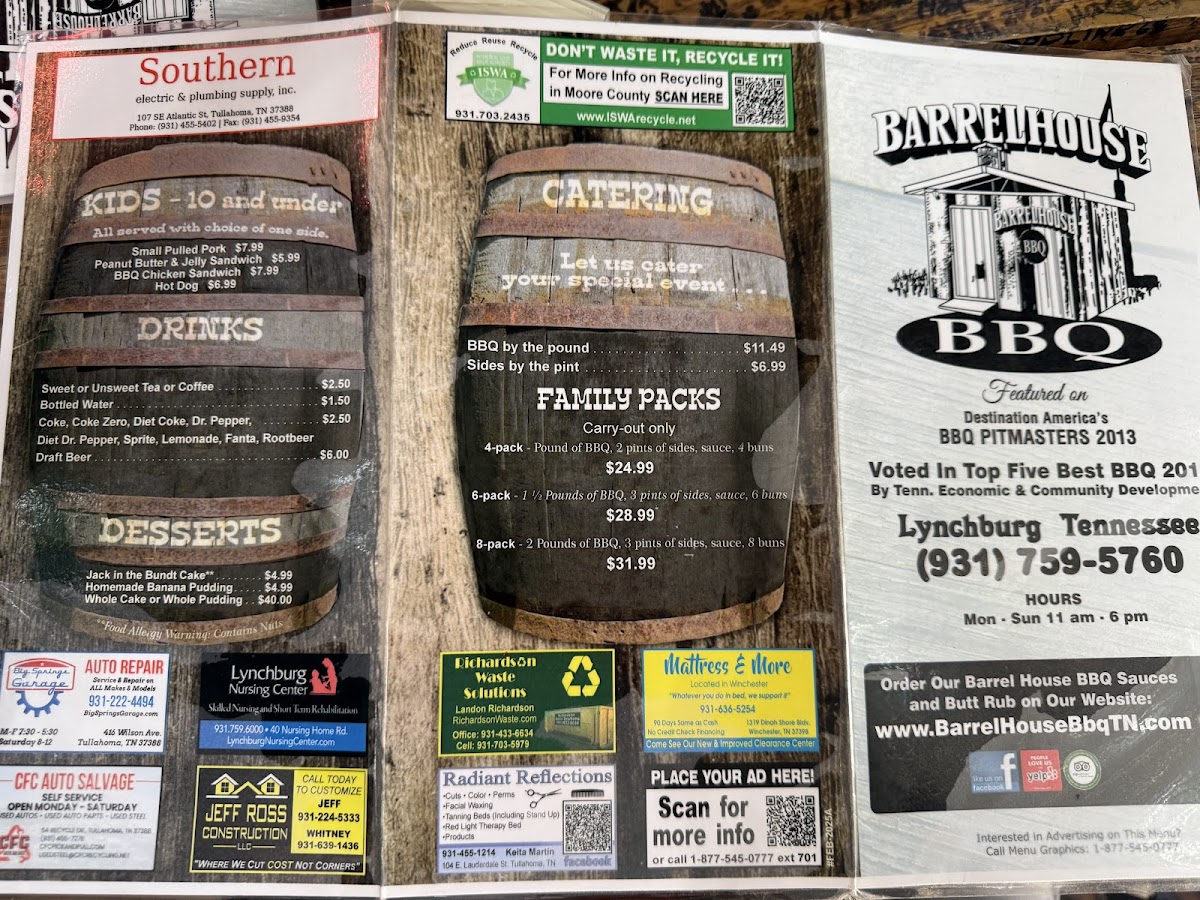 BARRELHOUSE
Southern
electric & plumbing supply, inc.
107 SE Atlantic St, Tullahoma, TN 37388
Phone: (931) 455-5402 | Fax: (931) 455-9354
KIDS - 10 and under
All served with choice of one side.
Small Pulled Pork $7.99
Peanut Butter & Jelly Sandwich $5.99
BBQ Chicken Sandwich $7.99
Hot Dog $6.99
DRINKS
Sweet or Unsweet Tea or Coffee $2.50
Bottled Water $1.50
Coke, Coke Zero, Diet Coke, Dr. Pepper, $2.50
Diet Dr. Pepper, Sprite, Lemonade, Fanta, Rootbeer
Draft Beer $6.00
DESSERTS
Jack in the Bundt Cake** $4.99
Homemade Banana Pudding $4.99
Whole Cake or Whole Pudding $40.00
**Food Allergy Warning: Contains Nuts
Big Springs
Garage
AUTO REPAIR
Service & Repair on
ALL Makes & Models
931-222-4494
BigSpringsGarage.com
M-F 7:30 - 5:30
Saturday 8-12
416 Wilson Ave.
Tullahoma, TN 37388
Lynchburg
Nursing Center
Skilled Nursing and Short Term Rehabilitation
931.759.6000 • 40 Nursing Home Rd.
LynchburgNursingCenter.com
CFC AUTO SALVAGE
SELF SERVICE
OPEN MONDAY - SATURDAY
USED AUTOS - USED AUTO PARTS - USED STEEL
CFC
JEFF ROSS
CONSTRUCTION
LLC
CALL TODAY
TO CUSTOMIZE
JEFF
931-224-5333
WHITNEY
931-639-1436
"WHERE WE CUT COST NOT CORNERS"
Reduce Reuse Recycle
ISWA
931.703.2435
DON'T WASTE IT, RECYCLE IT!
For More Info on Recycling
in Moore County SCAN HERE
www.ISWArecycle.net
CATERING
Let us cater
your special event . . .
BBQ by the pound $11.49
Sides by the pint $6.99
FAMILY PACKS
Carry-out only
4-pack - Pound of BBQ, 2 pints of sides, sauce, 4 buns
$24.99
6-pack - 1 ½ Pounds of BBQ, 3 pints of sides, sauce, 6 buns
$28.99
8-pack - 2 Pounds of BBQ, 3 pints of sides, sauce, 8 buns
$31.99
Richardson
Waste
Solutions
Landon Richardson
RichardsonWaste.com
Office: 931-433-6634
Cell: 931-703-5979
Mattress & More
Located in Winchester
"Whatever you do in bed, we support it"
931-636-5254
90 Days Same as Cash
No Credit Check Financing
1319 Dinah Shore Blvd.
Winchester, TN 37398
Come See Our New & Improved Clearance Center
Radiant Reflections
•Cuts • Color • Perms
•Facial Waxing
•Tanning Beds (Including Stand Up)
•Red Light Therapy Bed
•Products
931-455-1214 Keita Martin
104 E. Lauderdale St. Tullahoma, TN
facebook
PLACE YOUR AD HERE!
Scan for
more info
or call 1-877-545-0777 ext 701
#FEB-2025A
BARRELHOUSE
BARRELHOUSE
BBQ
BBQ
Featured on
Destination America's
BBQ PITMASTERS 2013
Voted In Top Five Best BBQ 201
By Tenn. Economic & Community Developme
Lynchburg Tennessee
(931) 759-5760
HOURS
Mon - Sun 11 am - 6 pm
Order Our Barrel House BBQ Sauces
and Butt Rub on Our Website:
www.BarrelHouseBbqTN.com
like us on
facebook
PEOPLE
LOVE US
yelp
Interested in Advertising on This Menu?
Call Menu Graphics: 1-877-545-0777